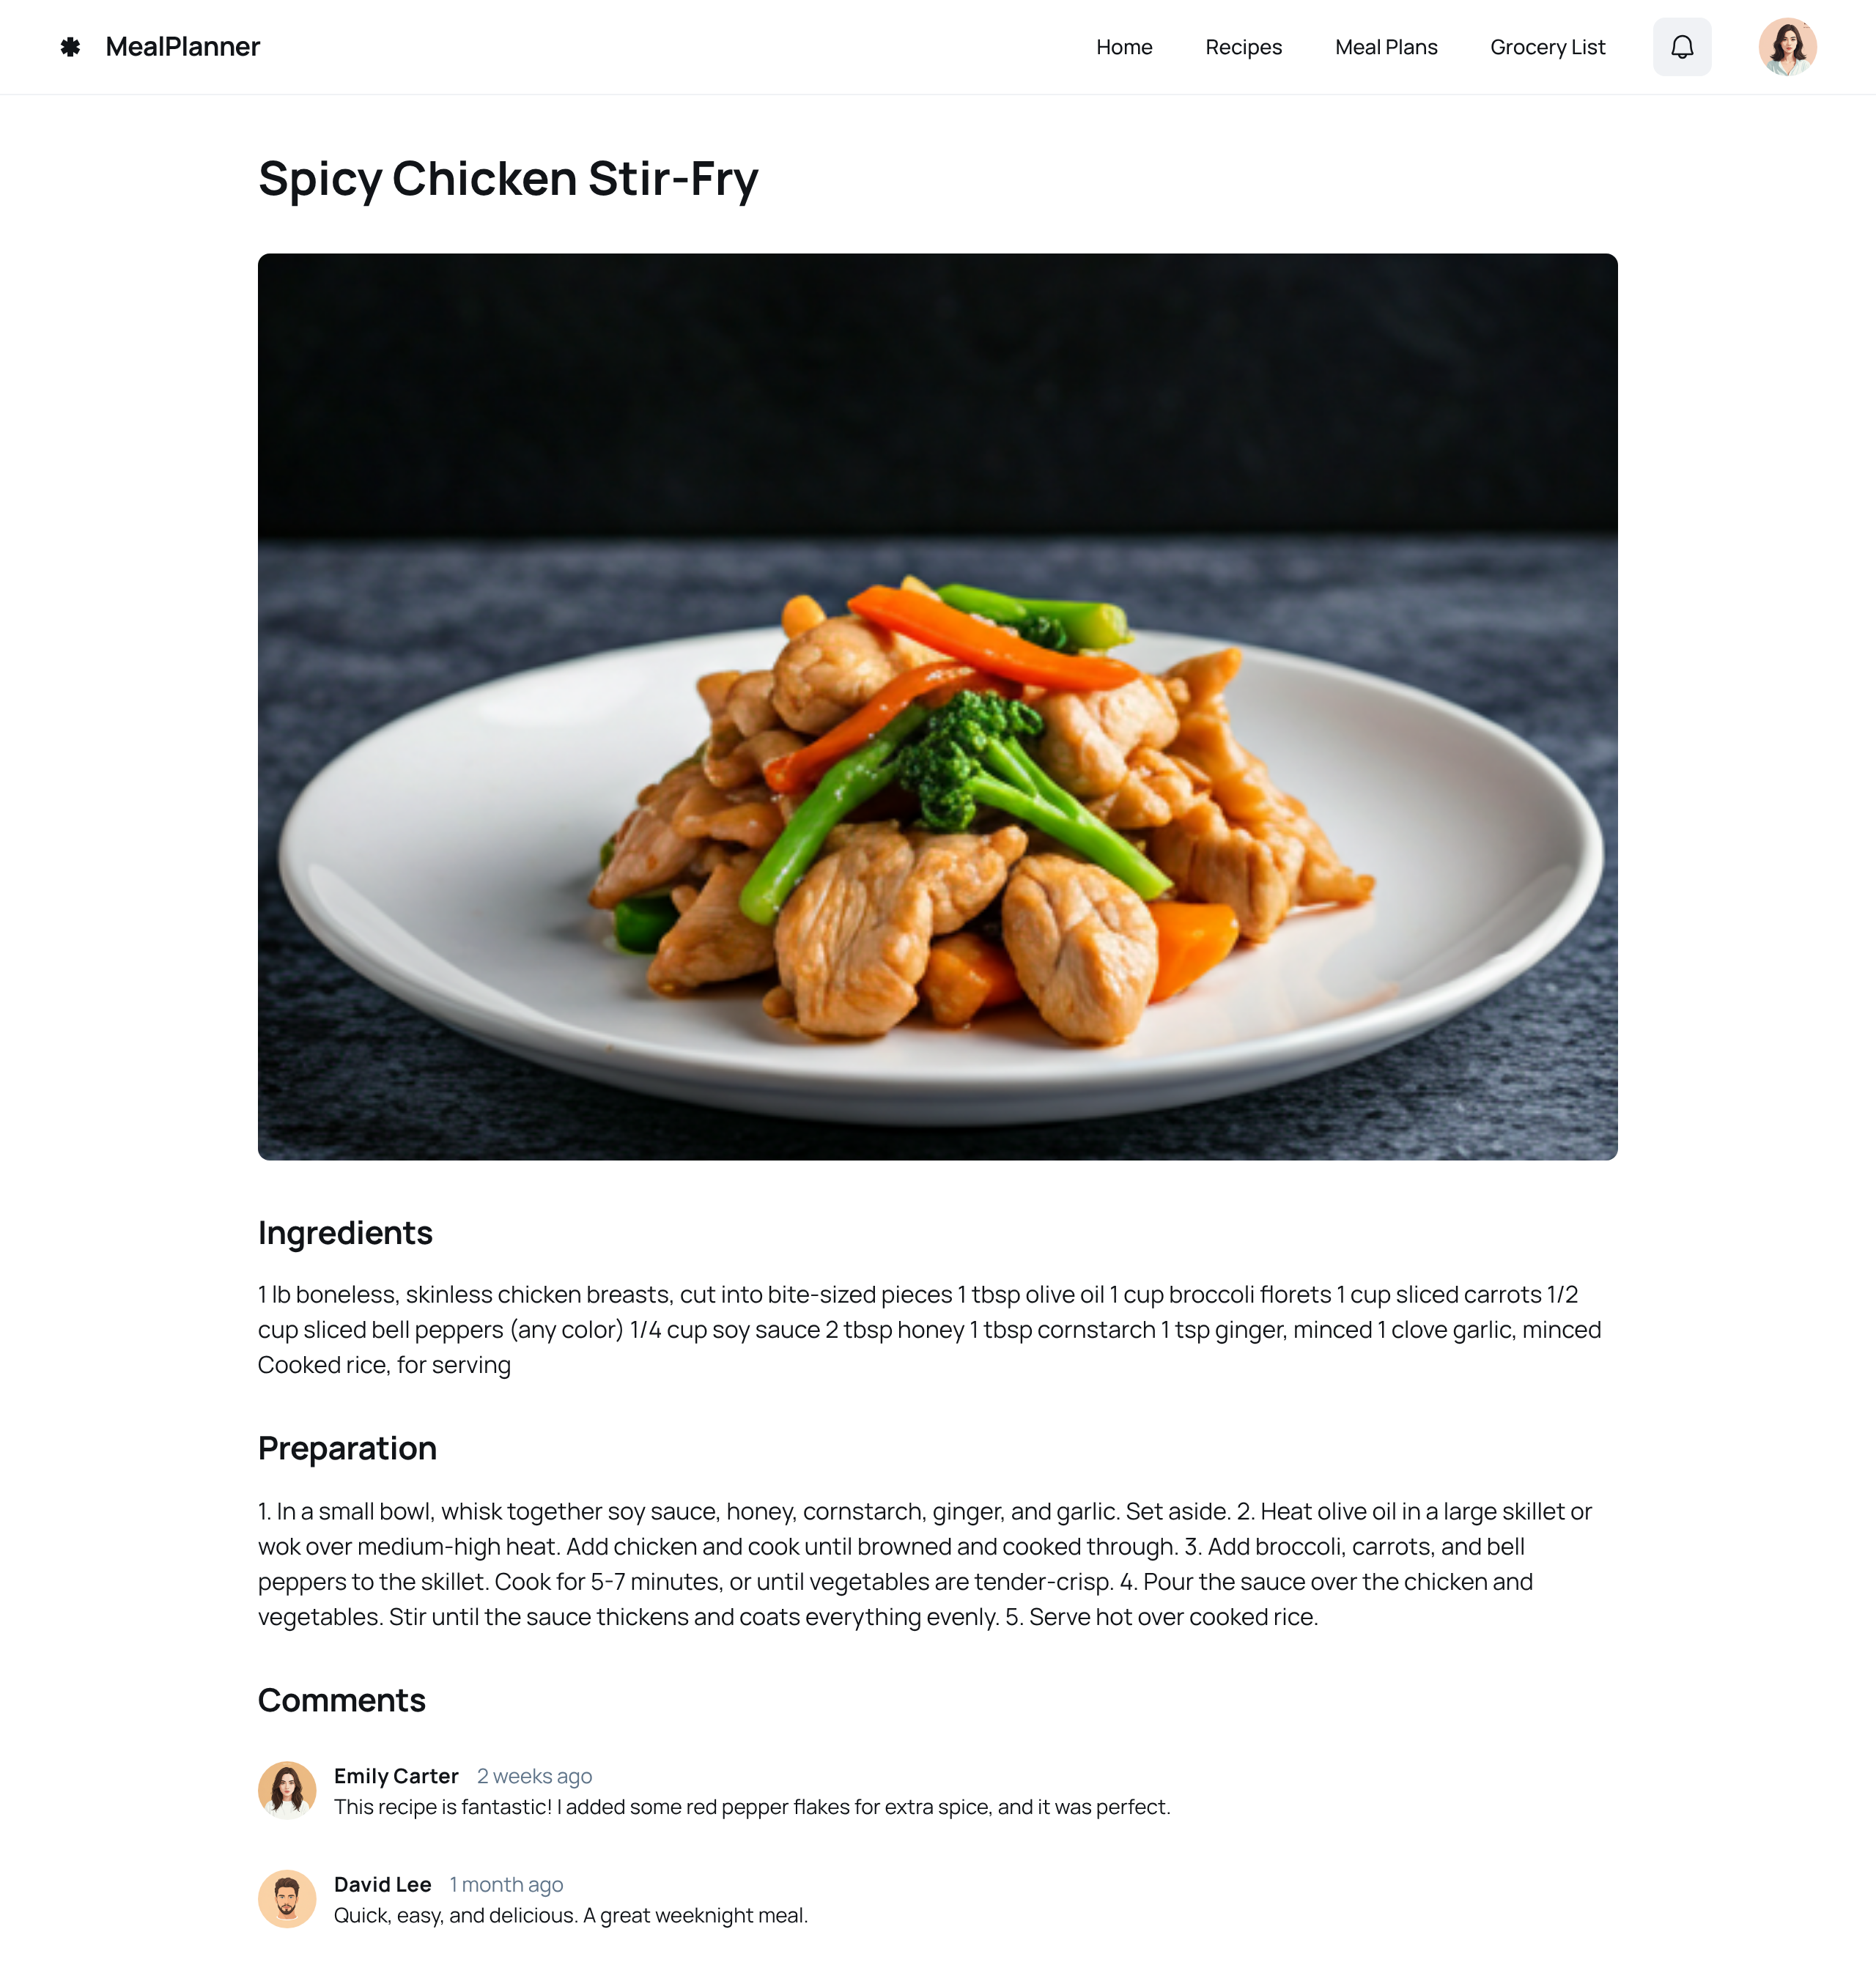 MealPlanner
Home
Recipes
Meal Plans
Grocery List
Spicy Chicken Stir-Fry
Ingredients
1 lb boneless, skinless chicken breasts, cut into bite-sized pieces 1 tbsp olive oil 1 cup broccoli florets 1 cup sliced carrots 1/2
cup sliced bell peppers (any color) 1/4 cup soy sauce 2 tbsp honey 1 tbsp cornstarch 1 tsp ginger, minced 1 clove garlic, minced
Cooked rice, for serving
Preparation
1. In a small bowl, whisk together soy sauce, honey, cornstarch, ginger, and garlic. Set aside. 2. Heat olive oil in a large skillet or
wok over medium-high heat. Add chicken and cook until browned and cooked through. 3. Add broccoli, carrots, and bell
peppers to the skillet. Cook for 5-7 minutes, or until vegetables are tender-crisp. 4. Pour the sauce over the chicken and
vegetables. Stir until the sauce thickens and coats everything evenly. 5. Serve hot over cooked rice.
Comments
Emily Carter 2 weeks ago
This recipe is fantastic! I added some red pepper flakes for extra spice, and it was perfect.
David Lee 1 month ago
Quick, easy, and delicious. A great weeknight meal.